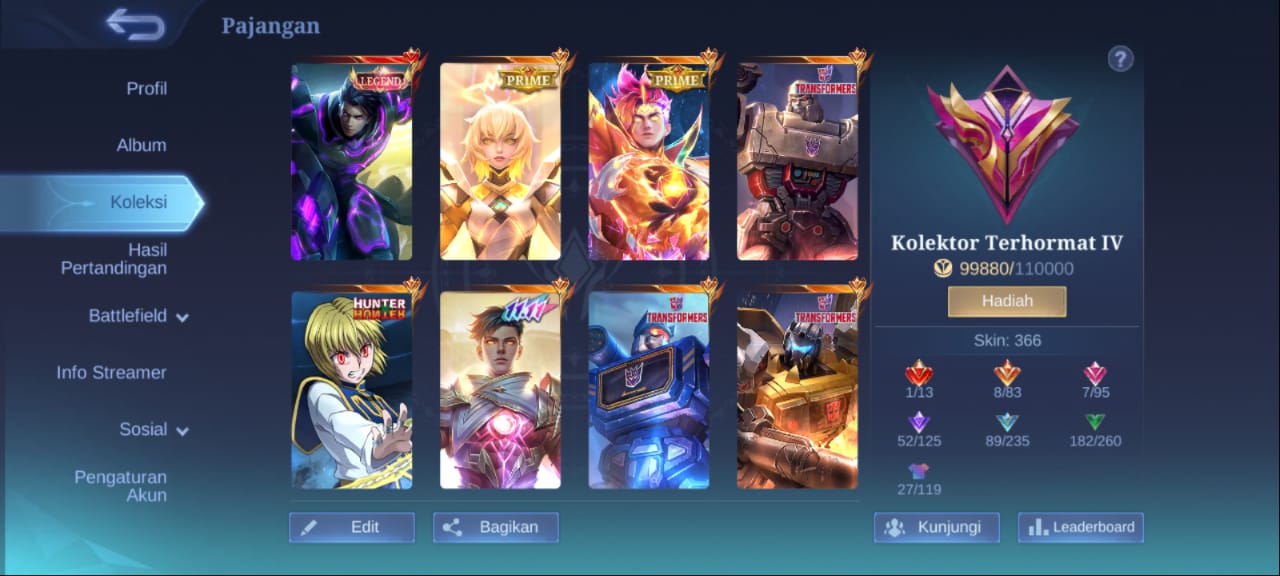 Pajangan
Profil
Album
Koleksi
Hasil
Pertandingan
Battlefield
Info Streamer
Sosial
Pengaturan
Akun
LEGEND
PRIME
PRIME
TRANSFORMERS
HUNTER
HUNTER
TRANSFORMERS
TRANSFORMERS
Edit
Bagikan
?
Kolektor Terhormat IV
99880/110000
Hadiah
Skin: 366
1/13
8/83
7/95
52/125
89/235
182/260
27/119
Kunjungi
Leaderboard